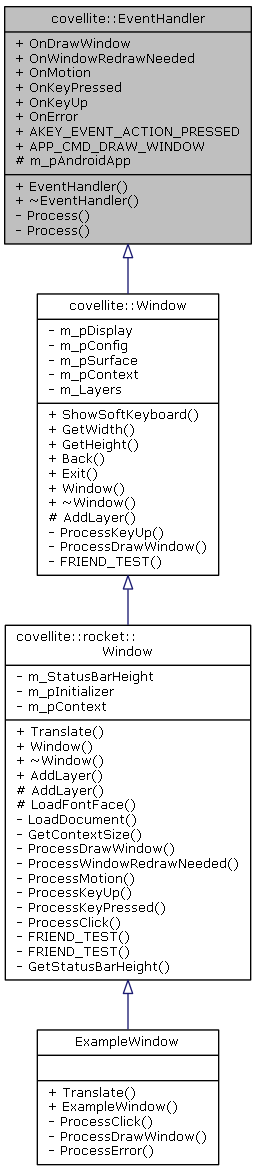 covellite::EventHandler
+ OnDrawWindow
+ OnWindowRedrawNeeded
+ OnMotion
+ OnKeyPressed
+ OnKeyUp
+ OnError
+ AKEY_EVENT_ACTION_PRESSED
+ APP_CMD_DRAW_WINDOW
# m_pAndroidApp
+ EventHandler()
+ ~EventHandler()
- Process()
- Process()
covellite::Window
- m_pDisplay
- m_pConfig
- m_pSurface
- m_pContext
- m_Layers
+ ShowSoftKeyboard()
+ GetWidth()
+ GetHeight()
+ Back()
+ Exit()
+ Window()
+ ~Window()
# AddLayer()
- ProcessKeyUp()
- ProcessDrawWindow()
- FRIEND_TEST()
covellite::rocket::
Window
- m_StatusBarHeight
- m_pInitializer
- m_pContext
+ Translate()
+ Window()
+ ~Window()
+ AddLayer()
# AddLayer()
# LoadFontFace()
- LoadDocument()
- GetContextSize()
- ProcessDrawWindow()
- ProcessWindowRedrawNeeded()
- ProcessMotion()
- ProcessKeyUp()
- ProcessKeyPressed()
- ProcessClick()
- FRIEND_TEST()
- FRIEND_TEST()
- GetStatusBarHeight()
ExampleWindow
+ Translate()
+ ExampleWindow()
- ProcessClick()
- ProcessDrawWindow()
- ProcessError()